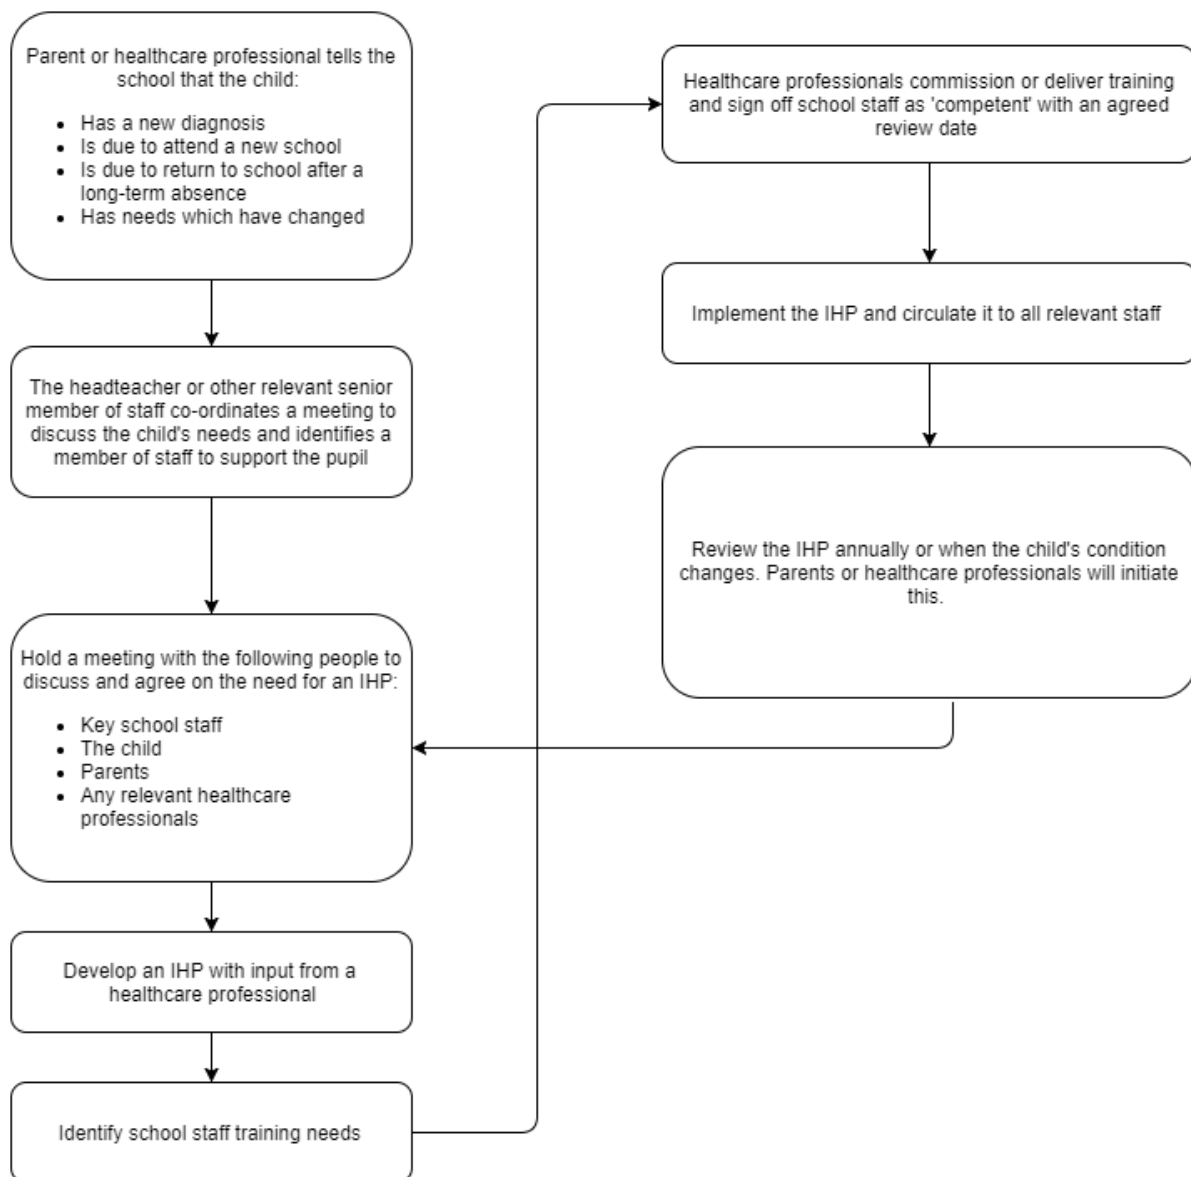 Parent or healthcare professional tells the
school that the child:
• Has a new diagnosis
• Is due to attend a new school
• Is due to return to school after a
long-term absence
• Has needs which have changed
The headteacher or other relevant senior
member of staff co-ordinates a meeting to
discuss the child's needs and identifies a
member of staff to support the pupil
Hold a meeting with the following people to
discuss and agree on the need for an IHP:
• Key school staff
• The child
• Parents
• Any relevant healthcare
professionals
Develop an IHP with input from a
healthcare professional
Identify school staff training needs
Healthcare professionals commission or deliver training
and sign off school staff as 'competent' with an agreed
review date
Implement the IHP and circulate it to all relevant staff
Review the IHP annually or when the child's condition
changes. Parents or healthcare professionals will initiate
this.